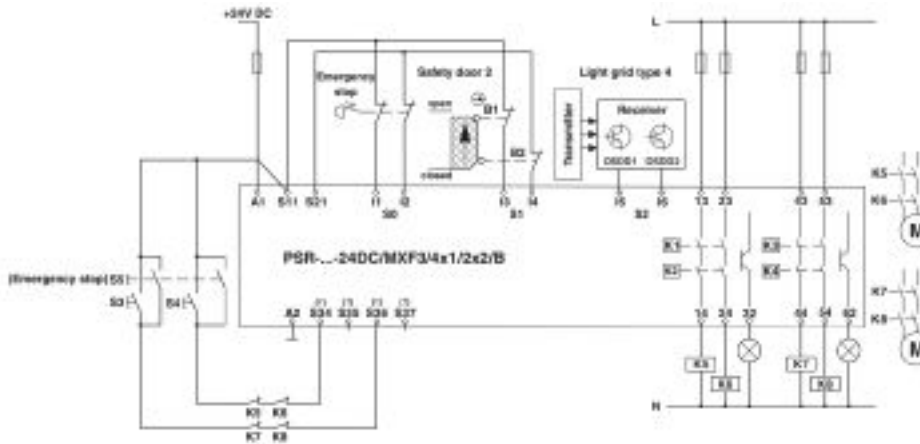 +24V DC
L
Emergency stop
Safety door 2
Light grid type 4
open
B1
Transmitter
Receiver
OSSD1 OSSD2
closed
B2
K5
K6
M
A1 S11 S21 I1 I2 I3 I4 I5 I6 13 23 43 53
S0 S1 S2
PSR-...-24DC/MXF3/4x1/2x2/B
K1 K3
K2 K4
(Emergency stop) S5
S3 S4
K7
K8
M
(*) (*) (*) (*)
A2 S34 S35 S36 S37 14 24 32 44 54 62
K5 K7
K6 K8
N
K5 K6
K7 K8